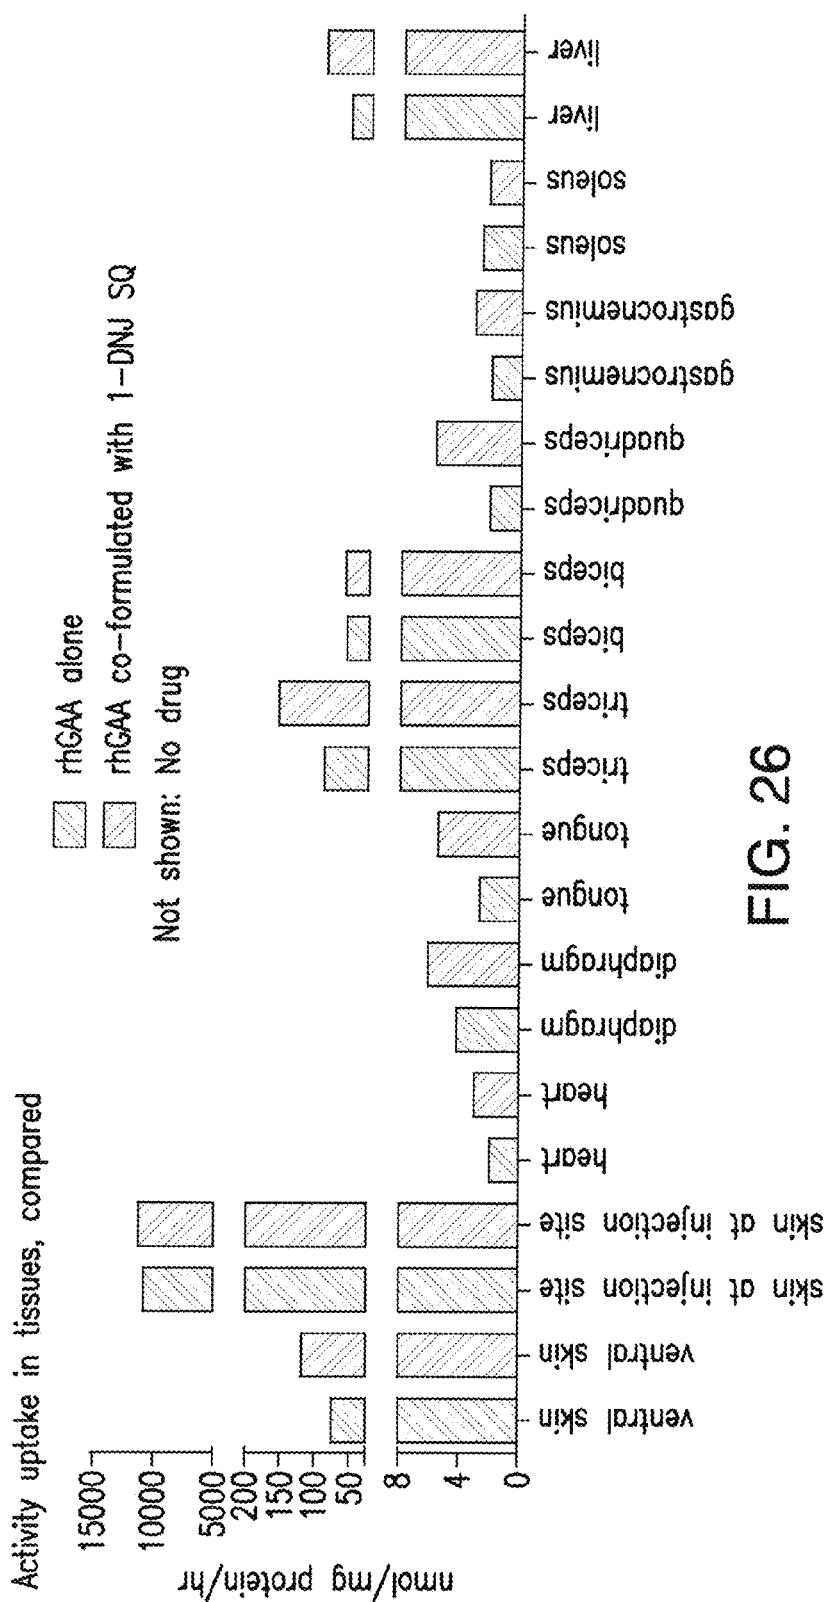 Activity uptake in tissues, compared
rhGAA alone
rhGAA co-formulated with 1-DNJ SQ
Not shown: No drug
nmol/mg protein/hr
15000
10000
5000
200
150
100
50
8
4
0
ventral skin
ventral skin
skin at injection site
skin at injection site
heart
heart
diaphragm
diaphragm
tongue
tongue
triceps
triceps
biceps
biceps
quadriceps
quadriceps
gastrocnemius
gastrocnemius
soleus
soleus
liver
liver
FIG. 26